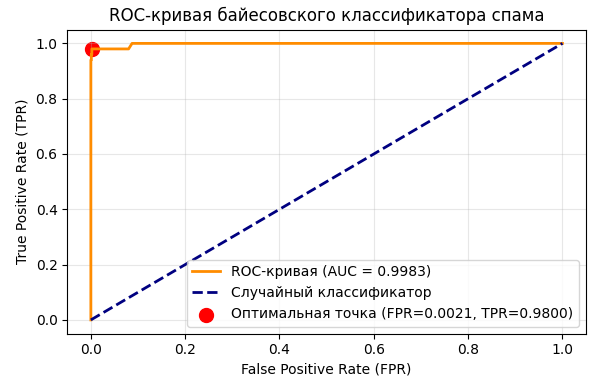 ROC-кривая байесовского классификатора спама
True Positive Rate (TPR)
1.0
0.8
0.6
0.4
0.2
0.0
ROC-кривая (AUC = 0.9983)
Случайный классификатор
Оптимальная точка (FPR=0.0021, TPR=0.9800)
0.0 0.2 0.4 0.6 0.8 1.0
False Positive Rate (FPR)